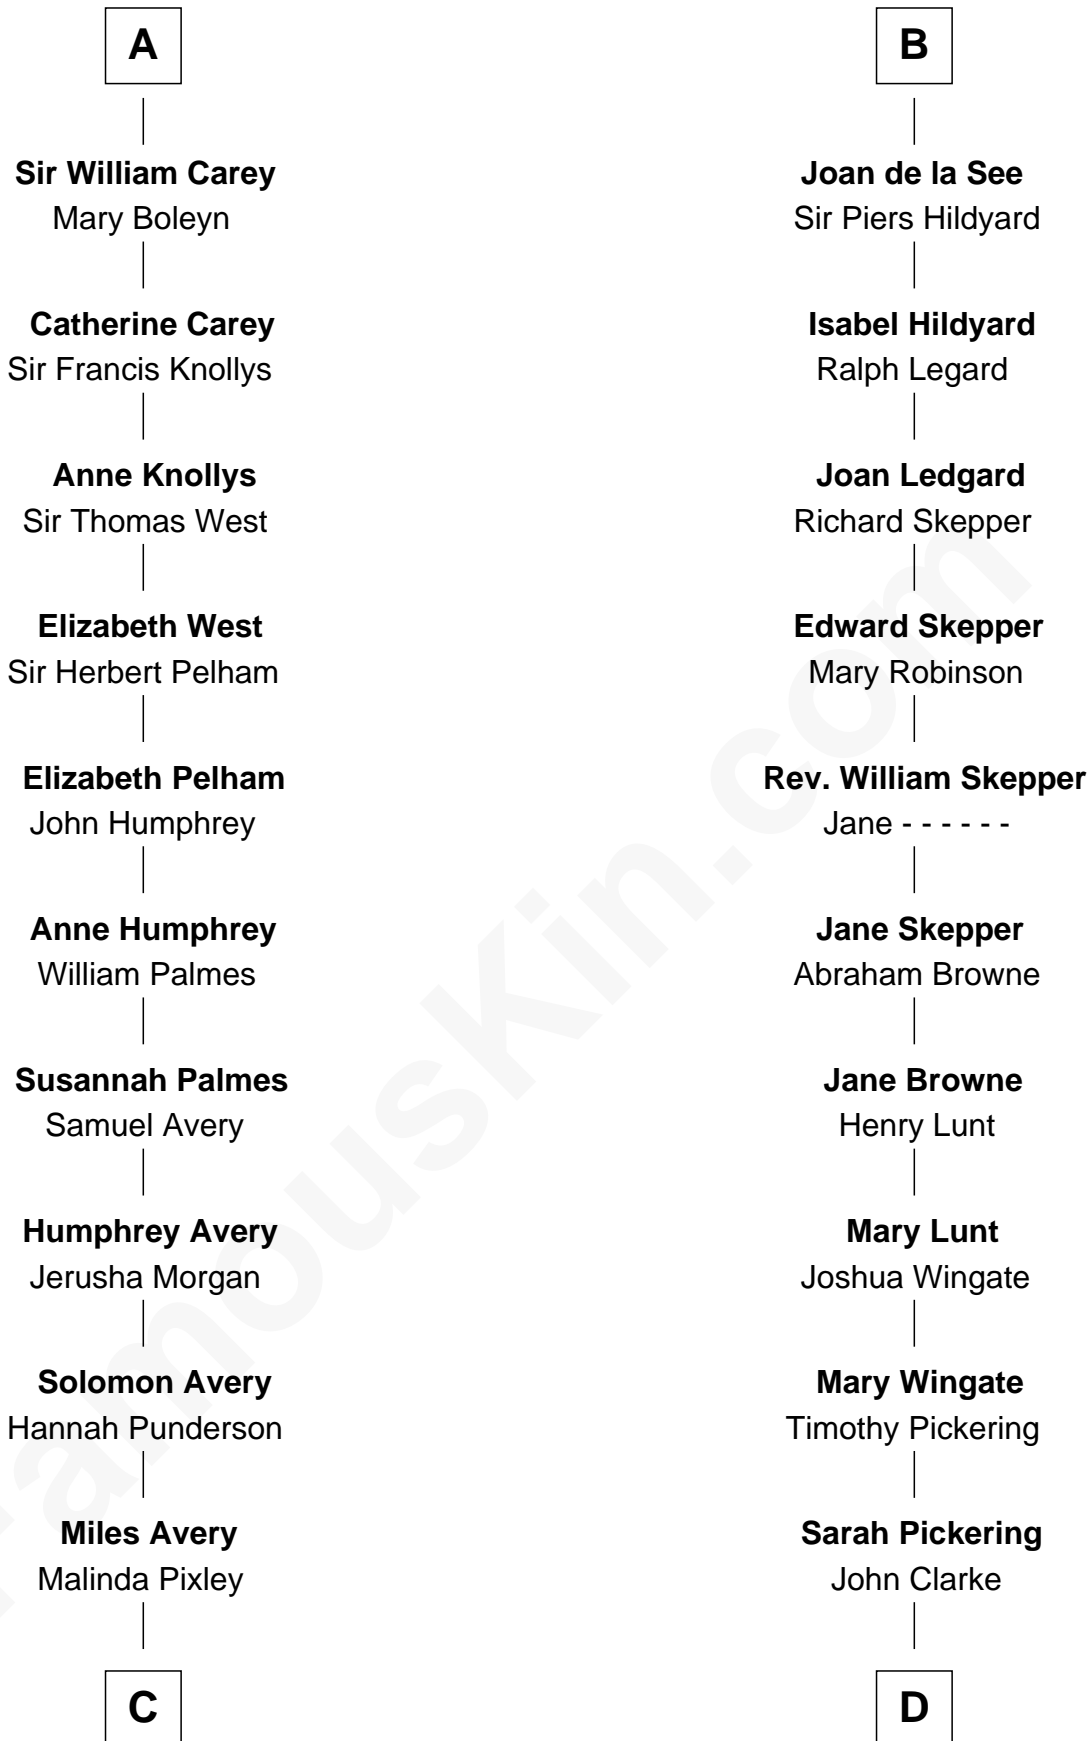 A
Sir William Carey
Mary Boleyn
Catherine Carey
Sir Francis Knollys
Anne Knollys
Sir Thomas West
Elizabeth West
Sir Herbert Pelham
Elizabeth Pelham
John Humphrey
Anne Humphrey
William Palmes
Susannah Palmes
Samuel Avery
Humphrey Avery
Jerusha Morgan
Solomon Avery
Hannah Punderson
Miles Avery
Malinda Pixley
C
B
Joan de la See
Sir Piers Hildyard
Isabel Hildyard
Ralph Legard
Joan Ledgard
Richard Skepper
Edward Skepper
Mary Robinson
Rev. William Skepper
Jane - - - - - -
Jane Skepper
Abraham Browne
Jane Browne
Henry Lunt
Mary Lunt
Joshua Wingate
Mary Wingate
Timothy Pickering
Sarah Pickering
John Clarke
D
FamousKin.com